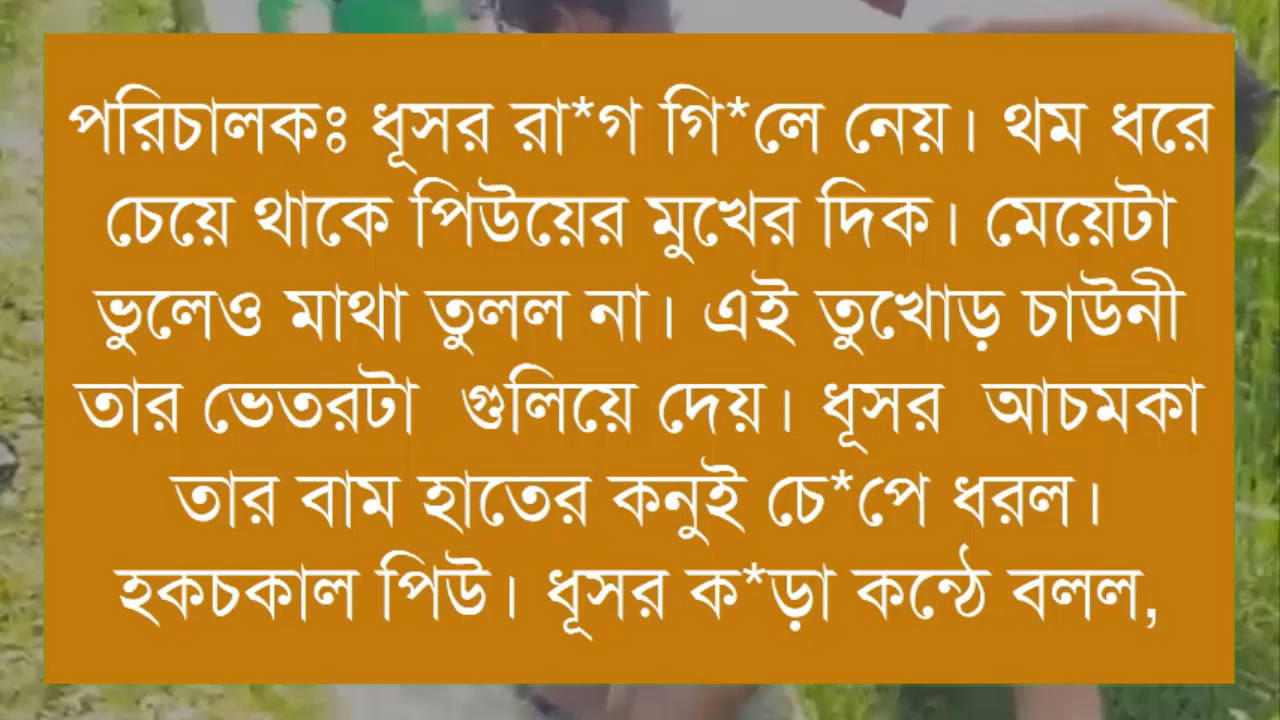 পরিচালকঃ ধূসর রা*গ গি*লে নেয়। থম ধরে
চেয়ে থাকে পিউয়ের মুখের দিক। মেয়েটা
ভুলেও মাথা তুলল না। এই তুখোড় চাউনী
তার ভেতরটা গুলিয়ে দেয়। ধূসর আচমকা
তার বাম হাতের কনুই চে*পে ধরল।
হকচকাল পিউ। ধূসর ক*ড়া কন্ঠে বলল,